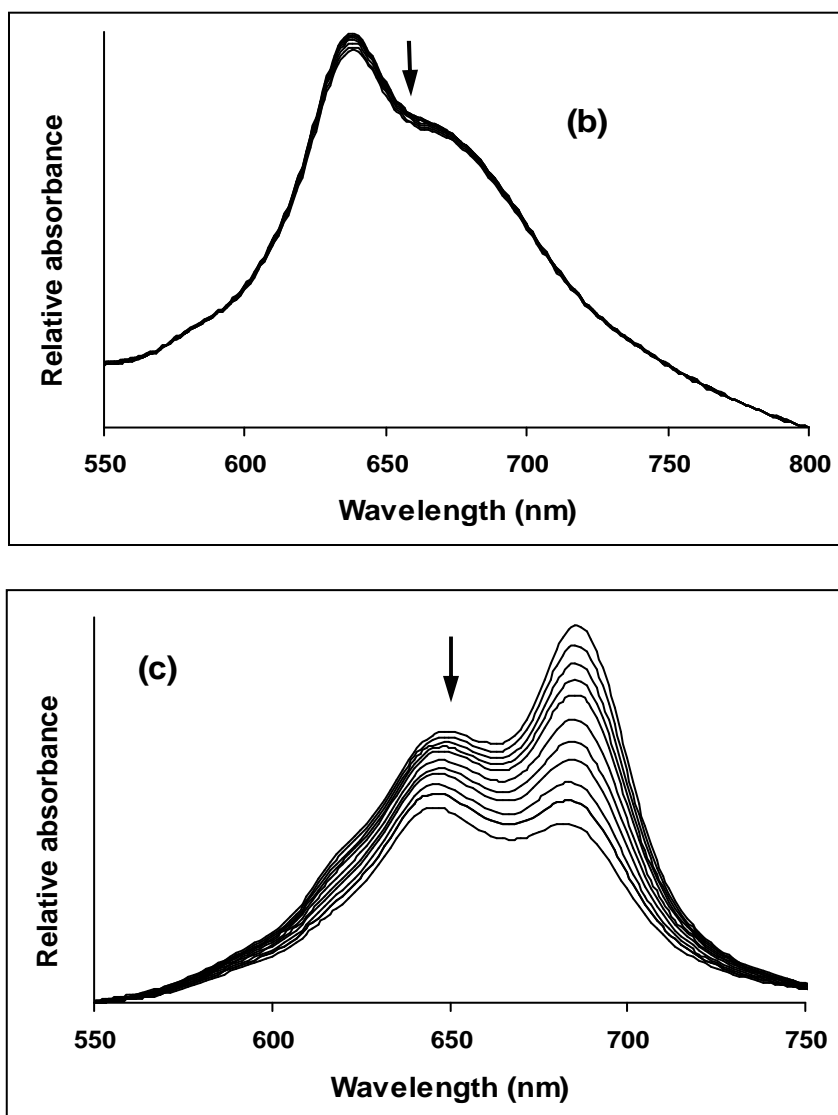 (b)
Relative absorbance
550 600 650 700 750 800
Wavelength (nm)
(c)
Relative absorbance
550 600 650 700 750
Wavelength (nm)